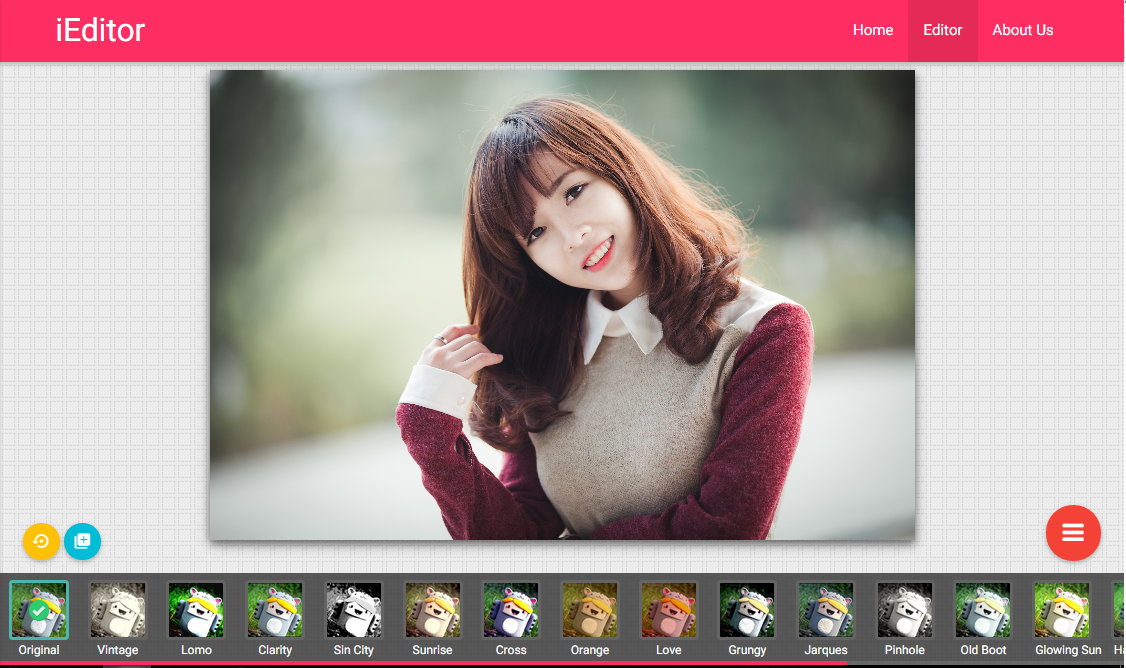 iEditor
Home Editor About Us
Original Vintage Lomo Clarity Sin City Sunrise Cross Orange Love Grungy Jarques Pinhole Old Boot Glowing Sun